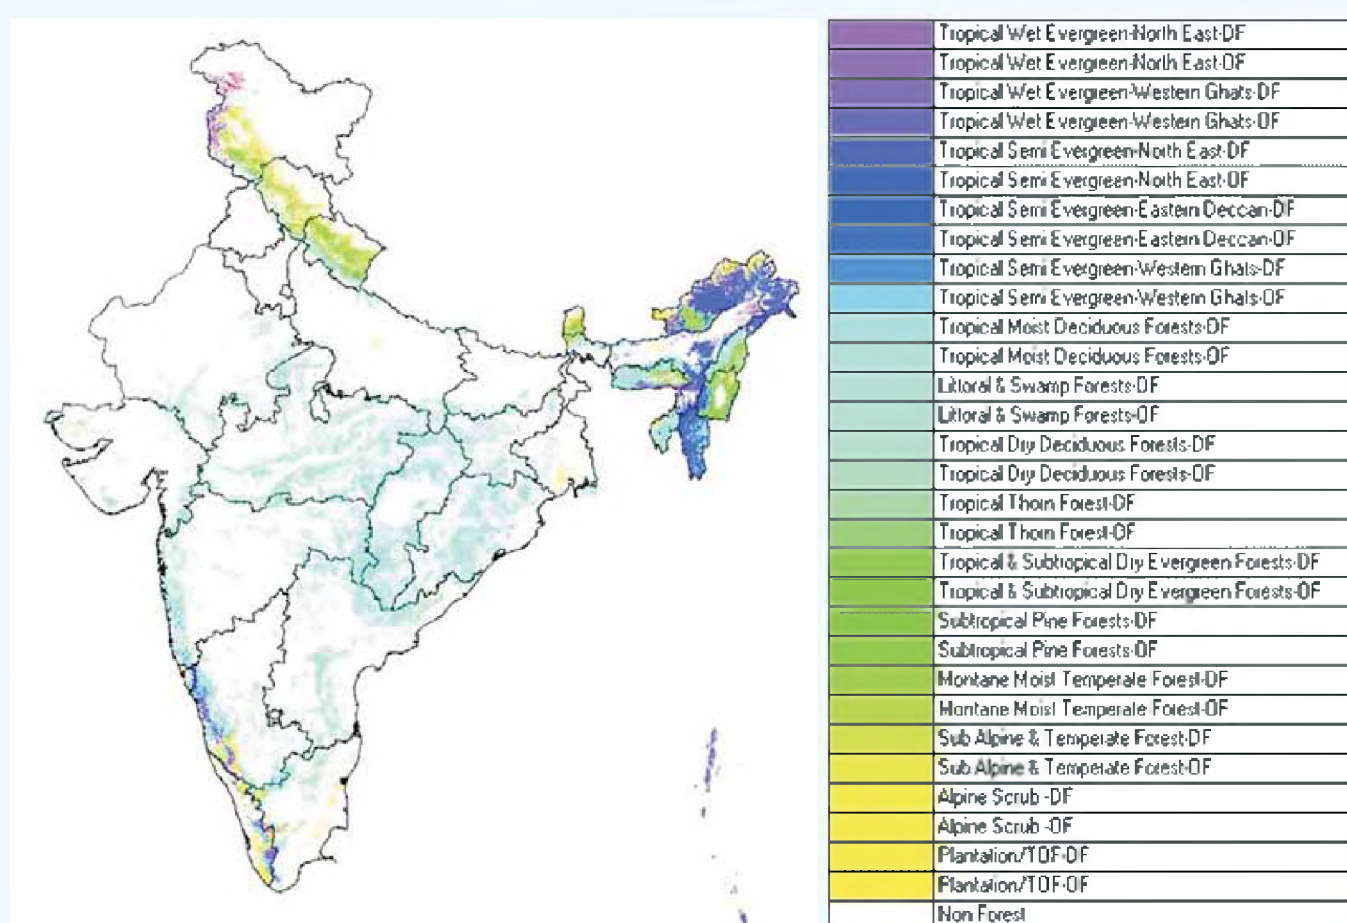 Tropical Wet Evergreen-North East-DF
Tropical Wet Evergreen-North East-OF
Tropical Wet Evergreen-Western Ghats-DF
Tropical Wet Evergreen-Western Ghats-OF
Tropical Semi Evergreen-North East-DF
Tropical Semi Evergreen-North East-OF
Tropical Semi Evergreen-Eastern Deccan-DF
Tropical Semi Evergreen-Eastern Deccan-OF
Tropical Semi Evergreen-Western Ghats-DF
Tropical Semi Evergreen-Western Ghats-OF
Tropical Moist Deciduous Forests-DF
Tropical Moist Deciduous Forests-OF
Littoral & Swamp Forests-DF
Littoral & Swamp Forests-OF
Tropical Dry Deciduous Forests-DF
Tropical Dry Deciduous Forests-OF
Tropical Thorn Forest-DF
Tropical Thorn Forest-OF
Tropical & Subtropical Dry Evergreen Forests-DF
Tropical & Subtropical Dry Evergreen Forests-OF
Subtropical Pine Forests-DF
Subtropical Pine Forests-OF
Montane Moist Temperate Forest-DF
Montane Moist Temperate Forest-OF
Sub Alpine & Temperate Forest-DF
Sub Alpine & Temperate Forest-OF
Alpine Scrub -DF
Alpine Scrub -OF
Plantation/TOF-DF
Plantation/TOF-OF
Non Forest